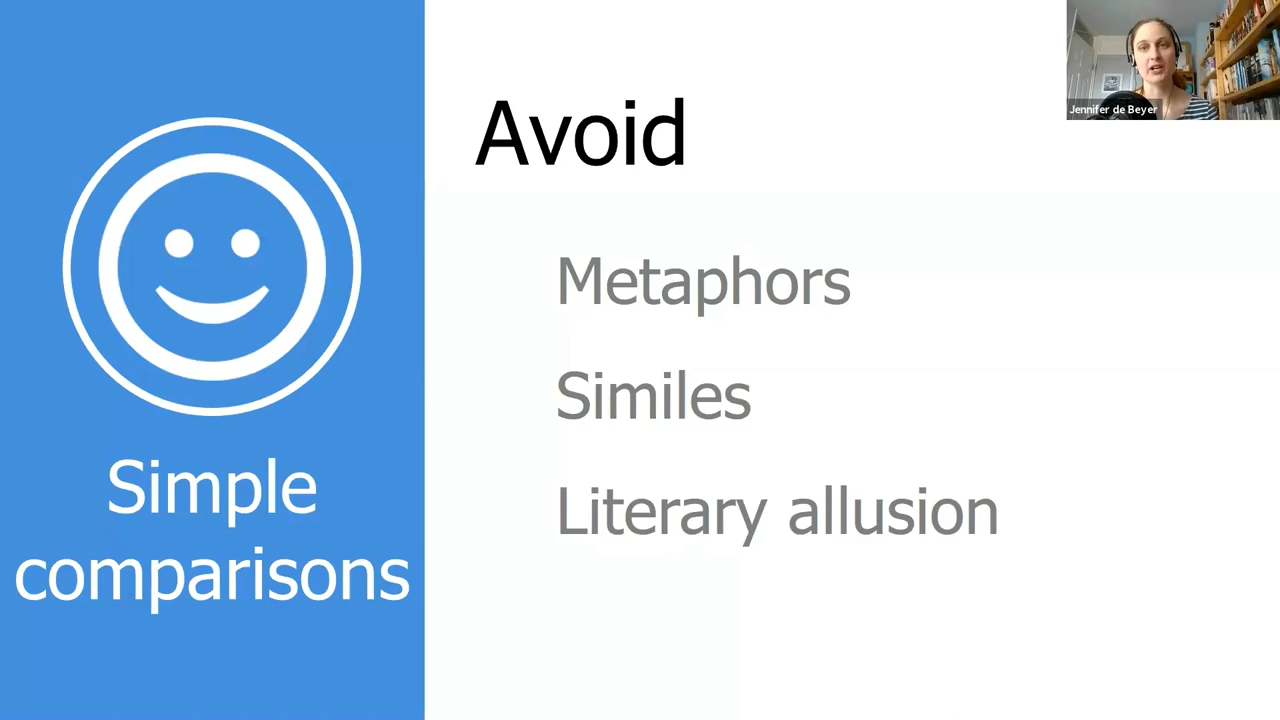 Simple
comparisons
Avoid
Metaphors
Similes
Literary allusion
Jennifer de Beyer